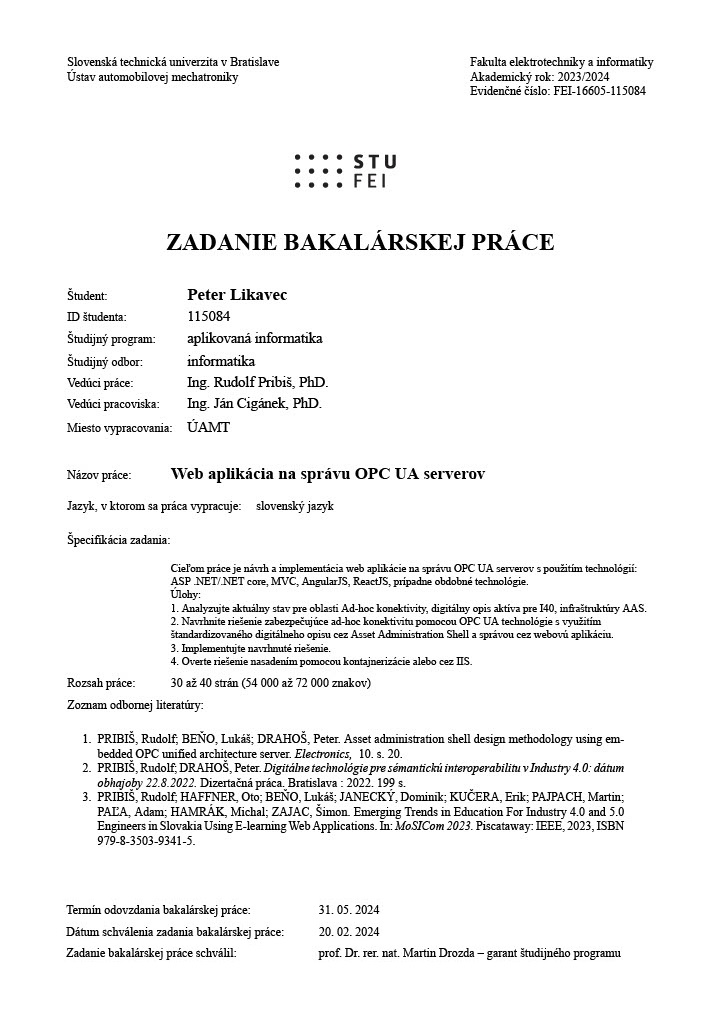 Slovenská technická univerzita v Bratislave
Ústav automobilovej mechatroniky
Fakulta elektrotechniky a informatiky
Akademický rok: 2023/2024
Evidenčné číslo: FEI-16605-115084
STU
FEI
ZADANIE BAKALÁRSKEJ PRÁCE
Študent: Peter Likavec
ID študenta: 115084
Študijný program: aplikovaná informatika
Študijný odbor: informatika
Vedúci práce: Ing. Rudolf Pribiš, PhD.
Vedúci pracoviska: Ing. Ján Cigánek, PhD.
Miesto vypracovania: ÚAMT
Názov práce: Web aplikácia na správu OPC UA serverov
Jazyk, v ktorom sa práca vypracuje: slovenský jazyk
Špecifikácia zadania:
Cieľom práce je návrh a implementácia web aplikácie na správu OPC UA serverov s použitím technológií:
ASP .NET/.NET core, MVC, AngularJS, ReactJS, prípadne obdobné technológie.
Úlohy:
1. Analyzujte aktuálny stav pre oblasti Ad-hoc konektivity, digitálny opis aktíva pre I40, infraštruktúry AAS.
2. Navrhnite riešenie zabezpečujúce ad-hoc konektivitu pomocou OPC UA technológie s využitím
štandardizovaného digitálneho opisu cez Asset Administration Shell a správou cez webovú aplikáciu.
3. Implementujte navrhnuté riešenie.
4. Overte riešenie nasadením pomocou kontajnerizácie alebo cez IIS.
Rozsah práce: 30 až 40 strán (54 000 až 72 000 znakov)
Zoznam odbornej literatúry:
1. PRIBIŠ, Rudolf; BEŇO, Lukáš; DRAHOŠ, Peter. Asset administration shell design methodology using em-
bedded OPC unified architecture server. Electronics, 10. s. 20.
2. PRIBIŠ, Rudolf; DRAHOŠ, Peter. Digitálne technológie pre sémantickú interoperabilitu v Industry 4.0: dátum
obhajoby 22.8.2022. Dizertačná práca. Bratislava : 2022. 199 s.
3. PRIBIŠ, Rudolf; HAFFNER, Oto; BEŇO, Lukáš; JANECKÝ, Dominik; KUČERA, Erik; PAJPACH, Martin;
PAĽA, Adam; HAMRÁK, Michal; ZAJAC, Šimon. Emerging Trends in Education For Industry 4.0 and 5.0
Engineers in Slovakia Using E-learning Web Applications. In: MoSICom 2023. Piscataway: IEEE, 2023, ISBN
979-8-3503-9341-5.
Termín odovzdania bakalárskej práce: 31. 05. 2024
Dátum schválenia zadania bakalárskej práce: 20. 02. 2024
Zadanie bakalárskej práce schválil: prof. Dr. rer. nat. Martin Drozda – garant študijného programu